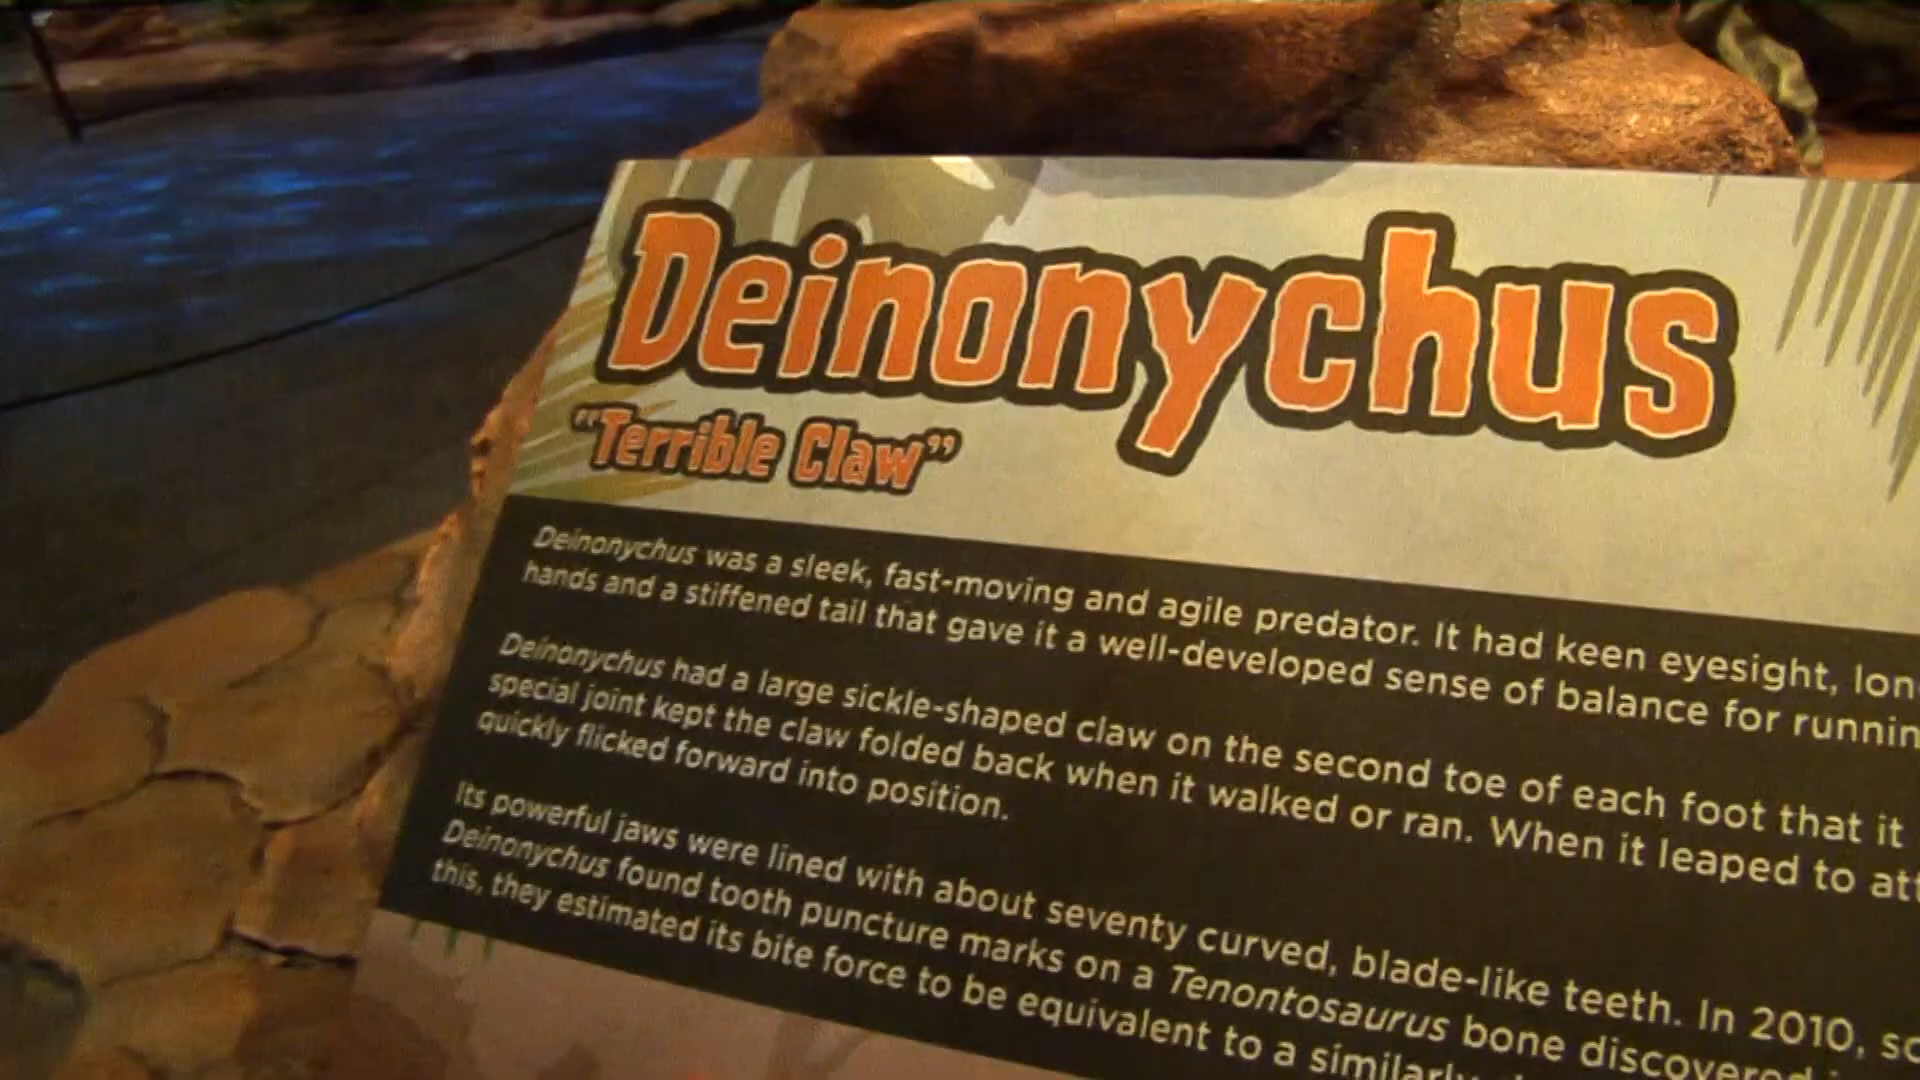 Deinonychus
"Terrible Claw"
Deinonychus was a sleek, fast-moving and agile predator. It had keen eyesight,
hands and a stiffened tail that gave it a well-developed sense of balance for
Deinonychus had a large sickle-shaped claw on the second toe of each foot that it
special joint kept the claw folded back when it walked or ran. When it leaped to
quickly flicked forward into position.
Its powerful jaws were lined with about seventy curved, blade-like teeth. In 2010,
Deinonychus found tooth puncture marks on a Tenontosaurus bone discovered
this, they estimated its bite force to be equivalent to a